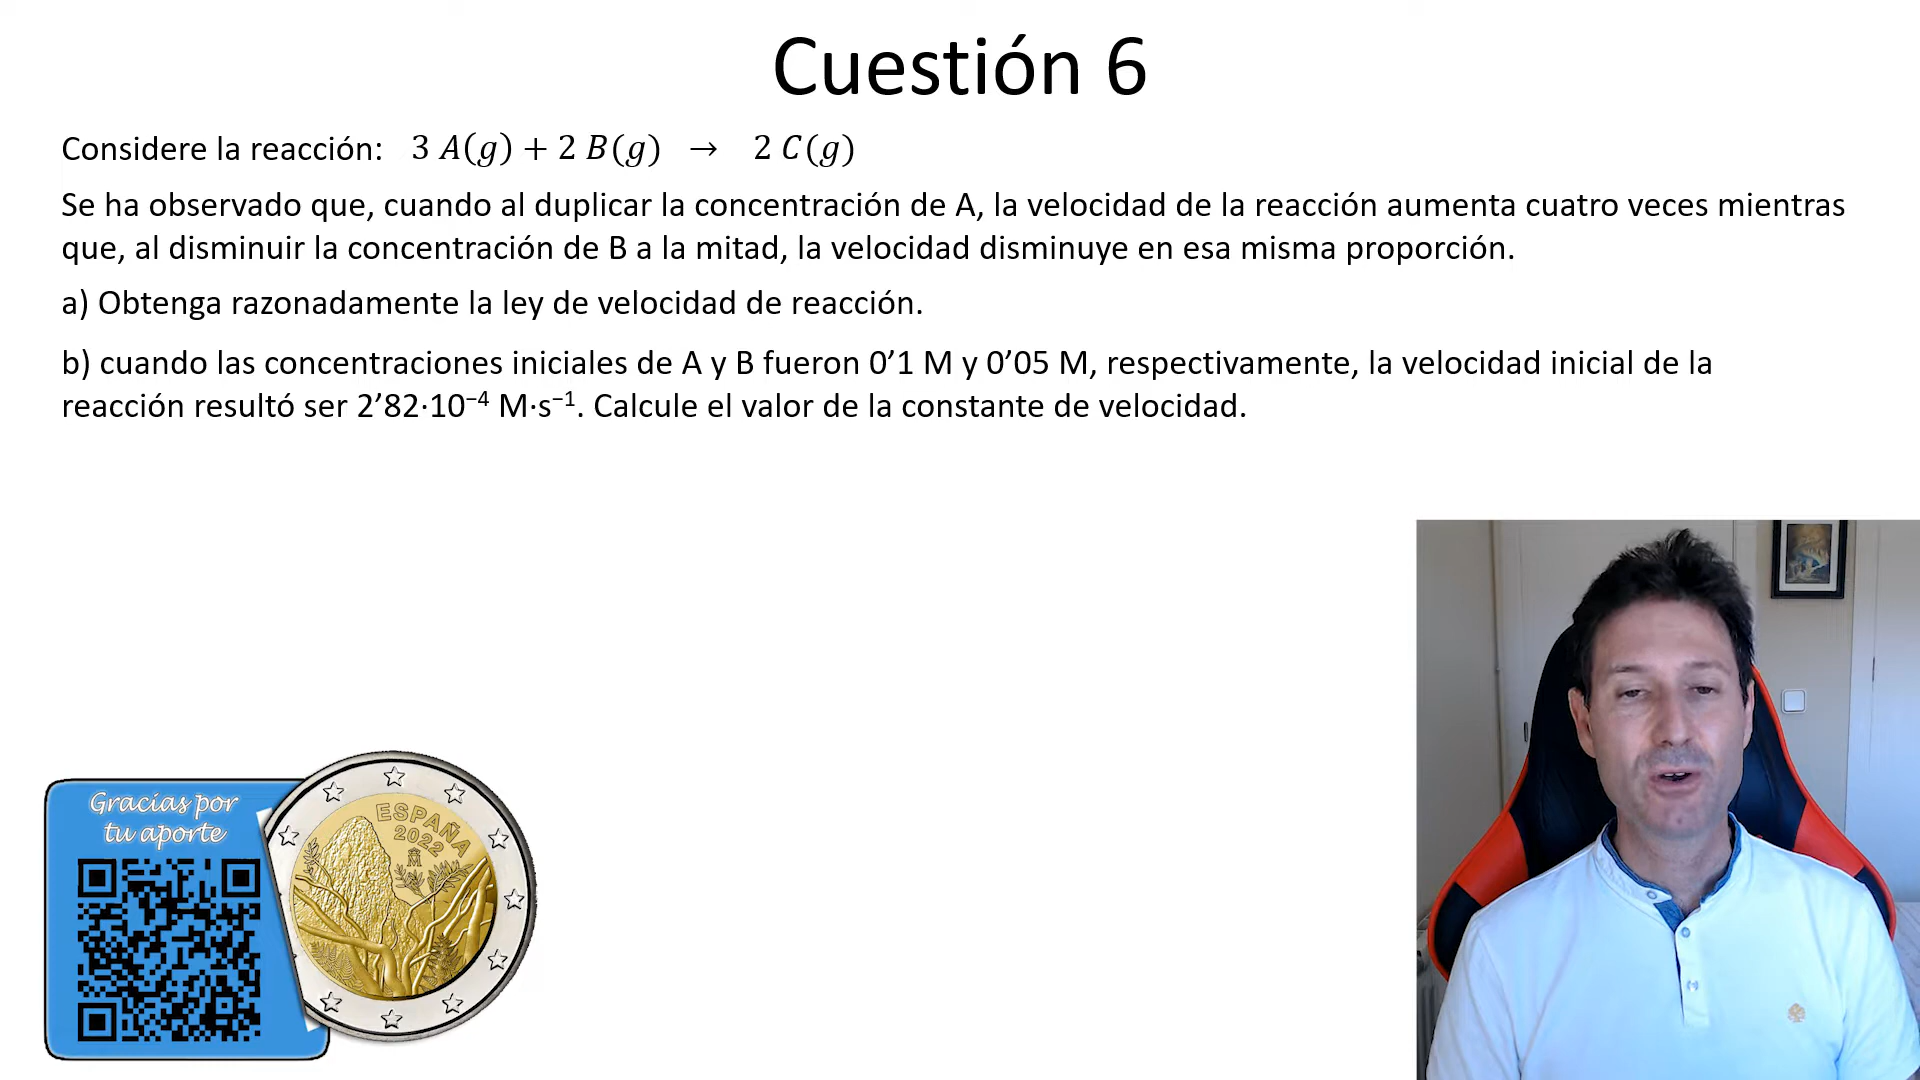 Cuestión 6
Considere la reacción: 3 A(g) + 2 B(g) → 2 C(g)
Se ha observado que, cuando al duplicar la concentración de A, la velocidad de la reacción aumenta cuatro veces mientras
que, al disminuir la concentración de B a la mitad, la velocidad disminuye en esa misma proporción.
a) Obtenga razonadamente la ley de velocidad de reacción.
b) cuando las concentraciones iniciales de A y B fueron 0’1 M y 0’05 M, respectivamente, la velocidad inicial de la
reacción resultó ser 2’82·10⁻⁴ M·s⁻¹. Calcule el valor de la constante de velocidad.
Gracias por
tu aporte
ESPAÑA
2022